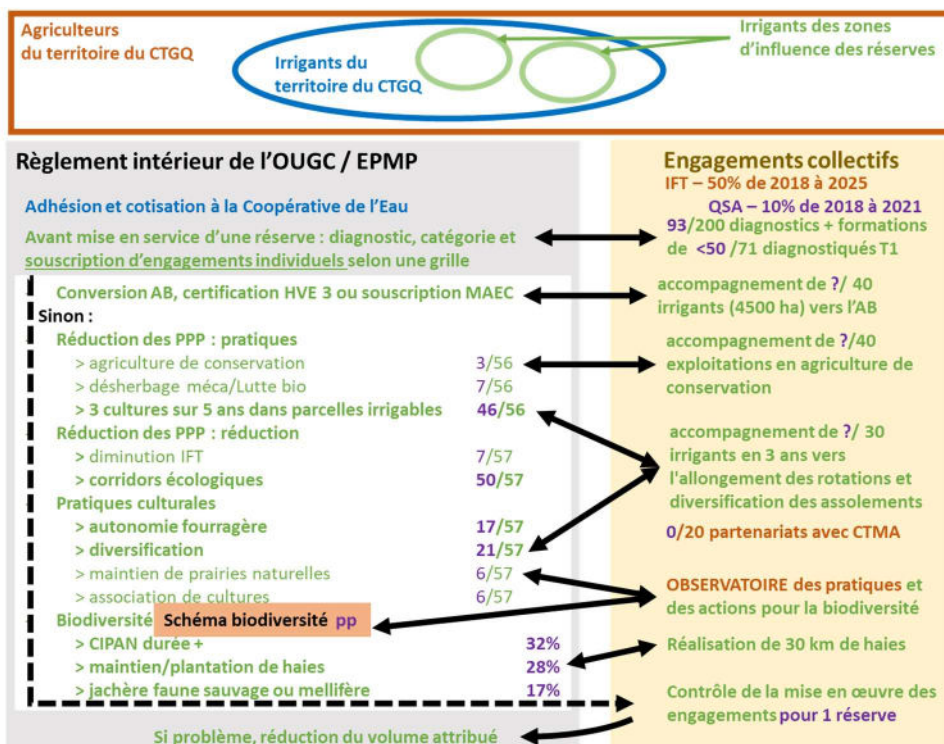 Agriculteurs
du territoire du CTGQ
Irrigants du
territoire du CTGQ
Irrigants des zones
d'influence des réserves
Règlement intérieur de l'OUGC / EPMP
Adhésion et cotisation à la Coopérative de l'Eau
Avant mise en service d'une réserve : diagnostic, catégorie et
souscription d'engagements individuels selon une grille
Conversion AB, certification HVE 3 ou souscription MAEC
Sinon :
Réduction des PPP : pratiques
> agriculture de conservation 3/56
> désherbage méca/Lutte bio 7/56
> 3 cultures sur 5 ans dans parcelles irrigables 46/56
Réduction des PPP : réduction
> diminution IFT 7/57
> corridors écologiques 50/57
Pratiques culturales
> autonomie fourragère 17/57
> diversification 21/57
> maintien de prairies naturelles 6/57
> association de cultures 6/57
Biodiversité Schéma biodiversité pp
> CIPAN durée + 32%
> maintien/plantation de haies 28%
> jachère faune sauvage ou mellifère 17%
Si problème, réduction du volume attribué
Engagements collectifs
IFT – 50% de 2018 à 2025
QSA – 10% de 2018 à 2021
93/200 diagnostics + formations
de <50 /71 diagnostiqués T1
accompagnement de ?/ 40
irrigants (4500 ha) vers l'AB
accompagnement de ?/40
exploitations en agriculture de
conservation
accompagnement de ?/ 30
irrigants en 3 ans vers
l'allongement des rotations et
diversification des assolements
0/20 partenariats avec CTMA
OBSERVATOIRE des pratiques et
des actions pour la biodiversité
Réalisation de 30 km de haies
Contrôle de la mise en œuvre des
engagements pour 1 réserve